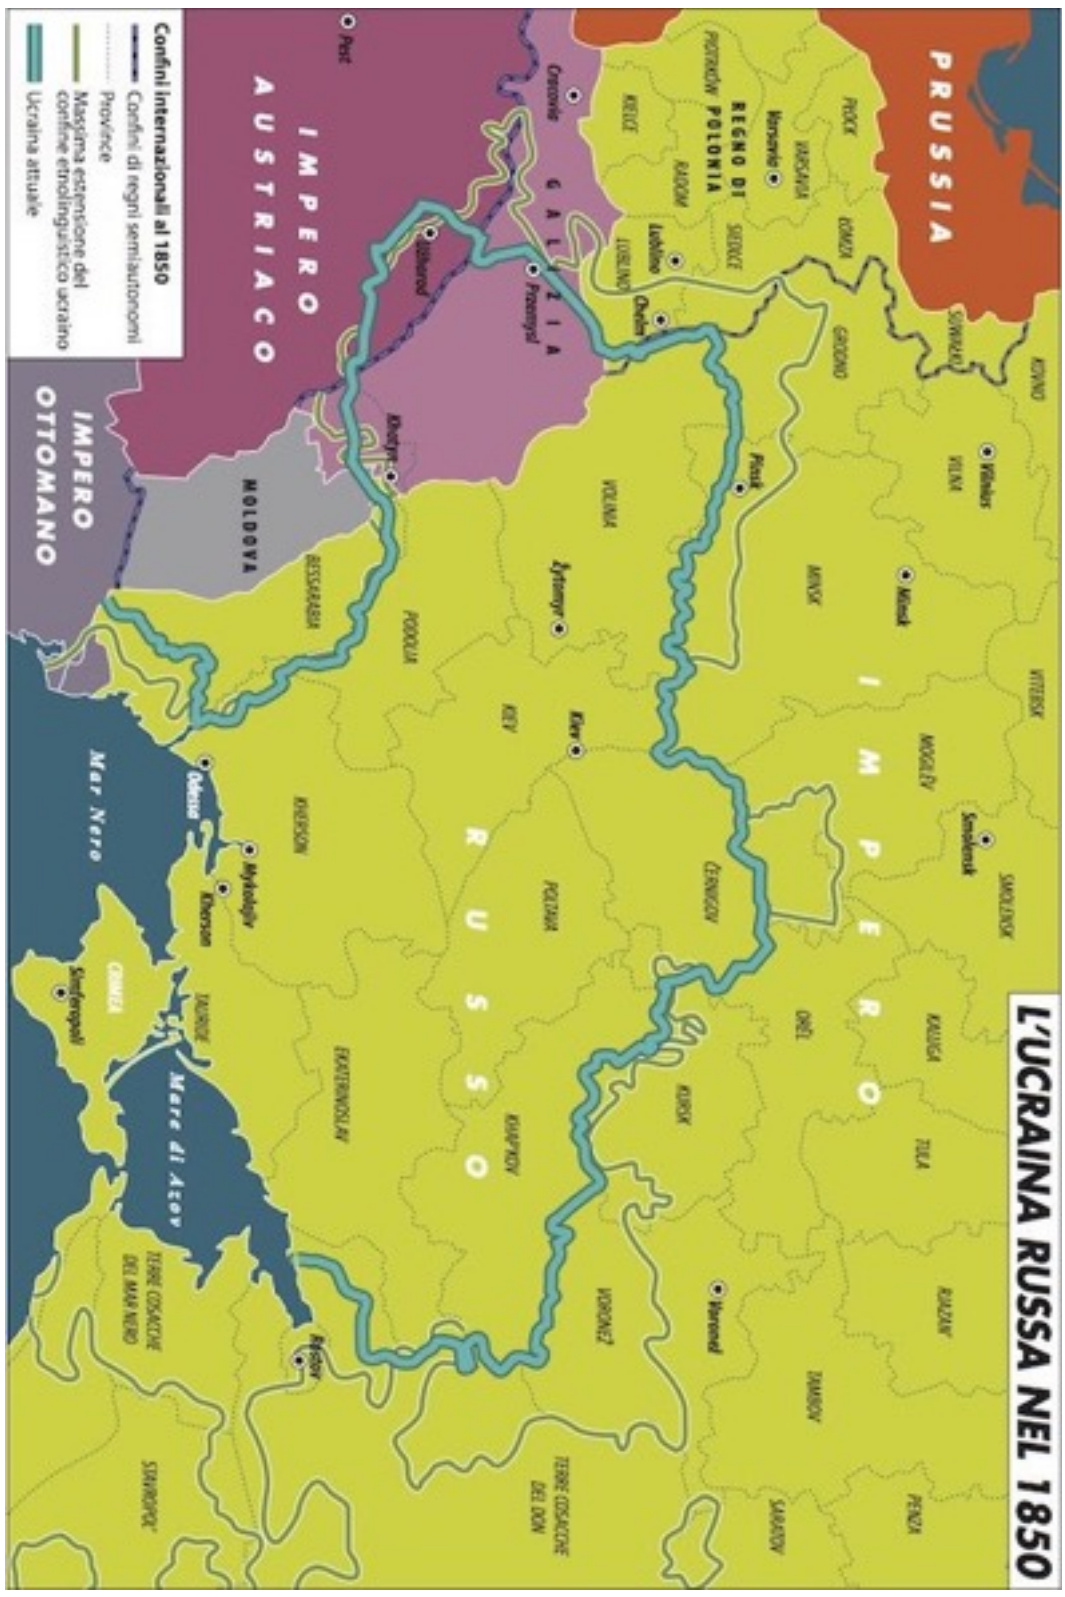 L'UCRAINA RUSSA NEL 1850
PRUSSIA
KOVNO
SUWAŁKI
Vilnius
VILNA
VITEBSK
Smolensk
SMOLENSK
KALUGA
TULA
RJAZAN'
PENZA
PŁOCK
ŁOMŻA
GRODNO
Minsk
MINSK
MOGILËV
IMPERO
ORËL
TAMBOV
SARATOV
Varsavia
VARSAVIA
REGNO DI
POLONIA
PIOTRKÓW
SIEDLCE
Pinsk
ČERNIGOV
KURSK
Voronež
KIELCE
RADOM
Lublino
LUBLINO
Chełm
VOLINIA
VORONEŽ
TERRE COSACCHE
DEL DON
Cracovia
GALIZIA
Przemyśl
Žytomyr
Kiev
KIEV
POLTAVA
KHAR'KOV
RUSSO
Užhorod
Khotyn
PODOLIA
Pest
IMPERO
AUSTRIACO
BESSARABIA
MOLDOVA
KHERSON
EKATERINOSLAV
Rostov
Odessa
Mykolajiv
Kherson
TAURIDE
Mare di Azov
TERRE COSACCHE
DEL MAR NERO
STAVROPOL'
Mar Nero
CRIMEA
Simferopoli
IMPERO
OTTOMANO
Confini internazionali al 1850
Confini di regni semiautonomi
Province
Massima estensione del
confine etnolinguistico ucraino
Ucraina attuale